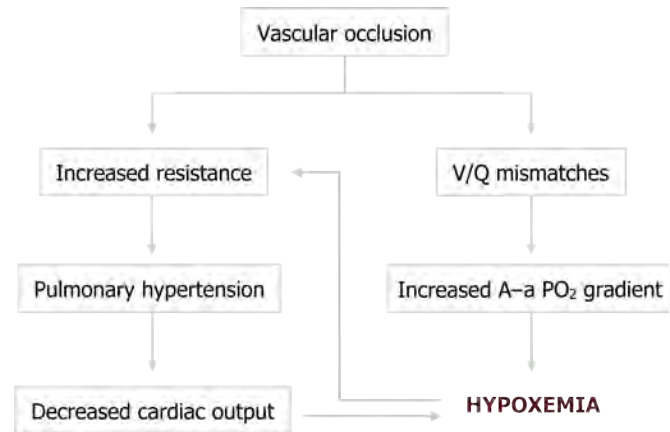 Vascular occlusion
Increased resistance
V/Q mismatches
Pulmonary hypertension
Increased A–a PO₂ gradient
Decreased cardiac output
HYPOXEMIA